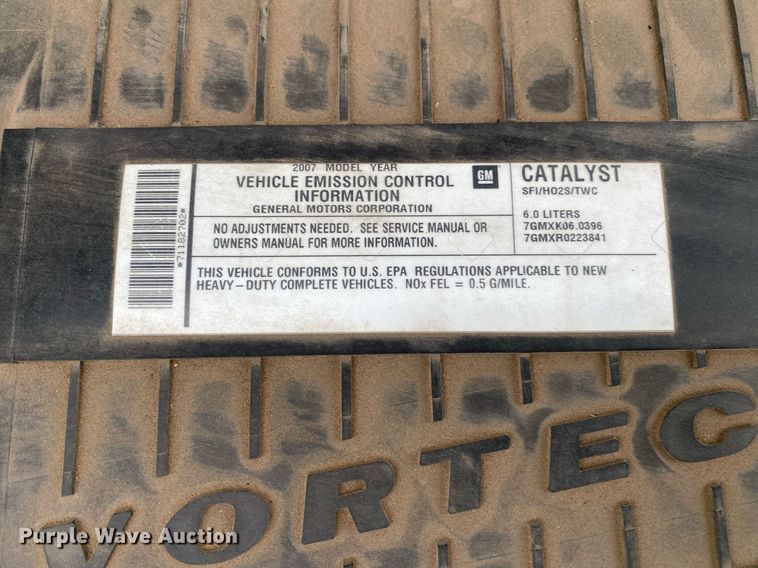 2007 MODEL YEAR
VEHICLE EMISSION CONTROL
INFORMATION
GENERAL MOTORS CORPORATION
GM
CATALYST
SFI/HO2S/TWC
6.0 LITERS
7GMXK06.0396
7GMXR0223841
NO ADJUSTMENTS NEEDED. SEE SERVICE MANUAL OR
OWNERS MANUAL FOR MORE INFORMATION.
THIS VEHICLE CONFORMS TO U.S. EPA REGULATIONS APPLICABLE TO NEW
HEAVY-DUTY COMPLETE VEHICLES. NOx FEL = 0.5 G/MILE.
*71182702*
VORTEC
Purple Wave Auction